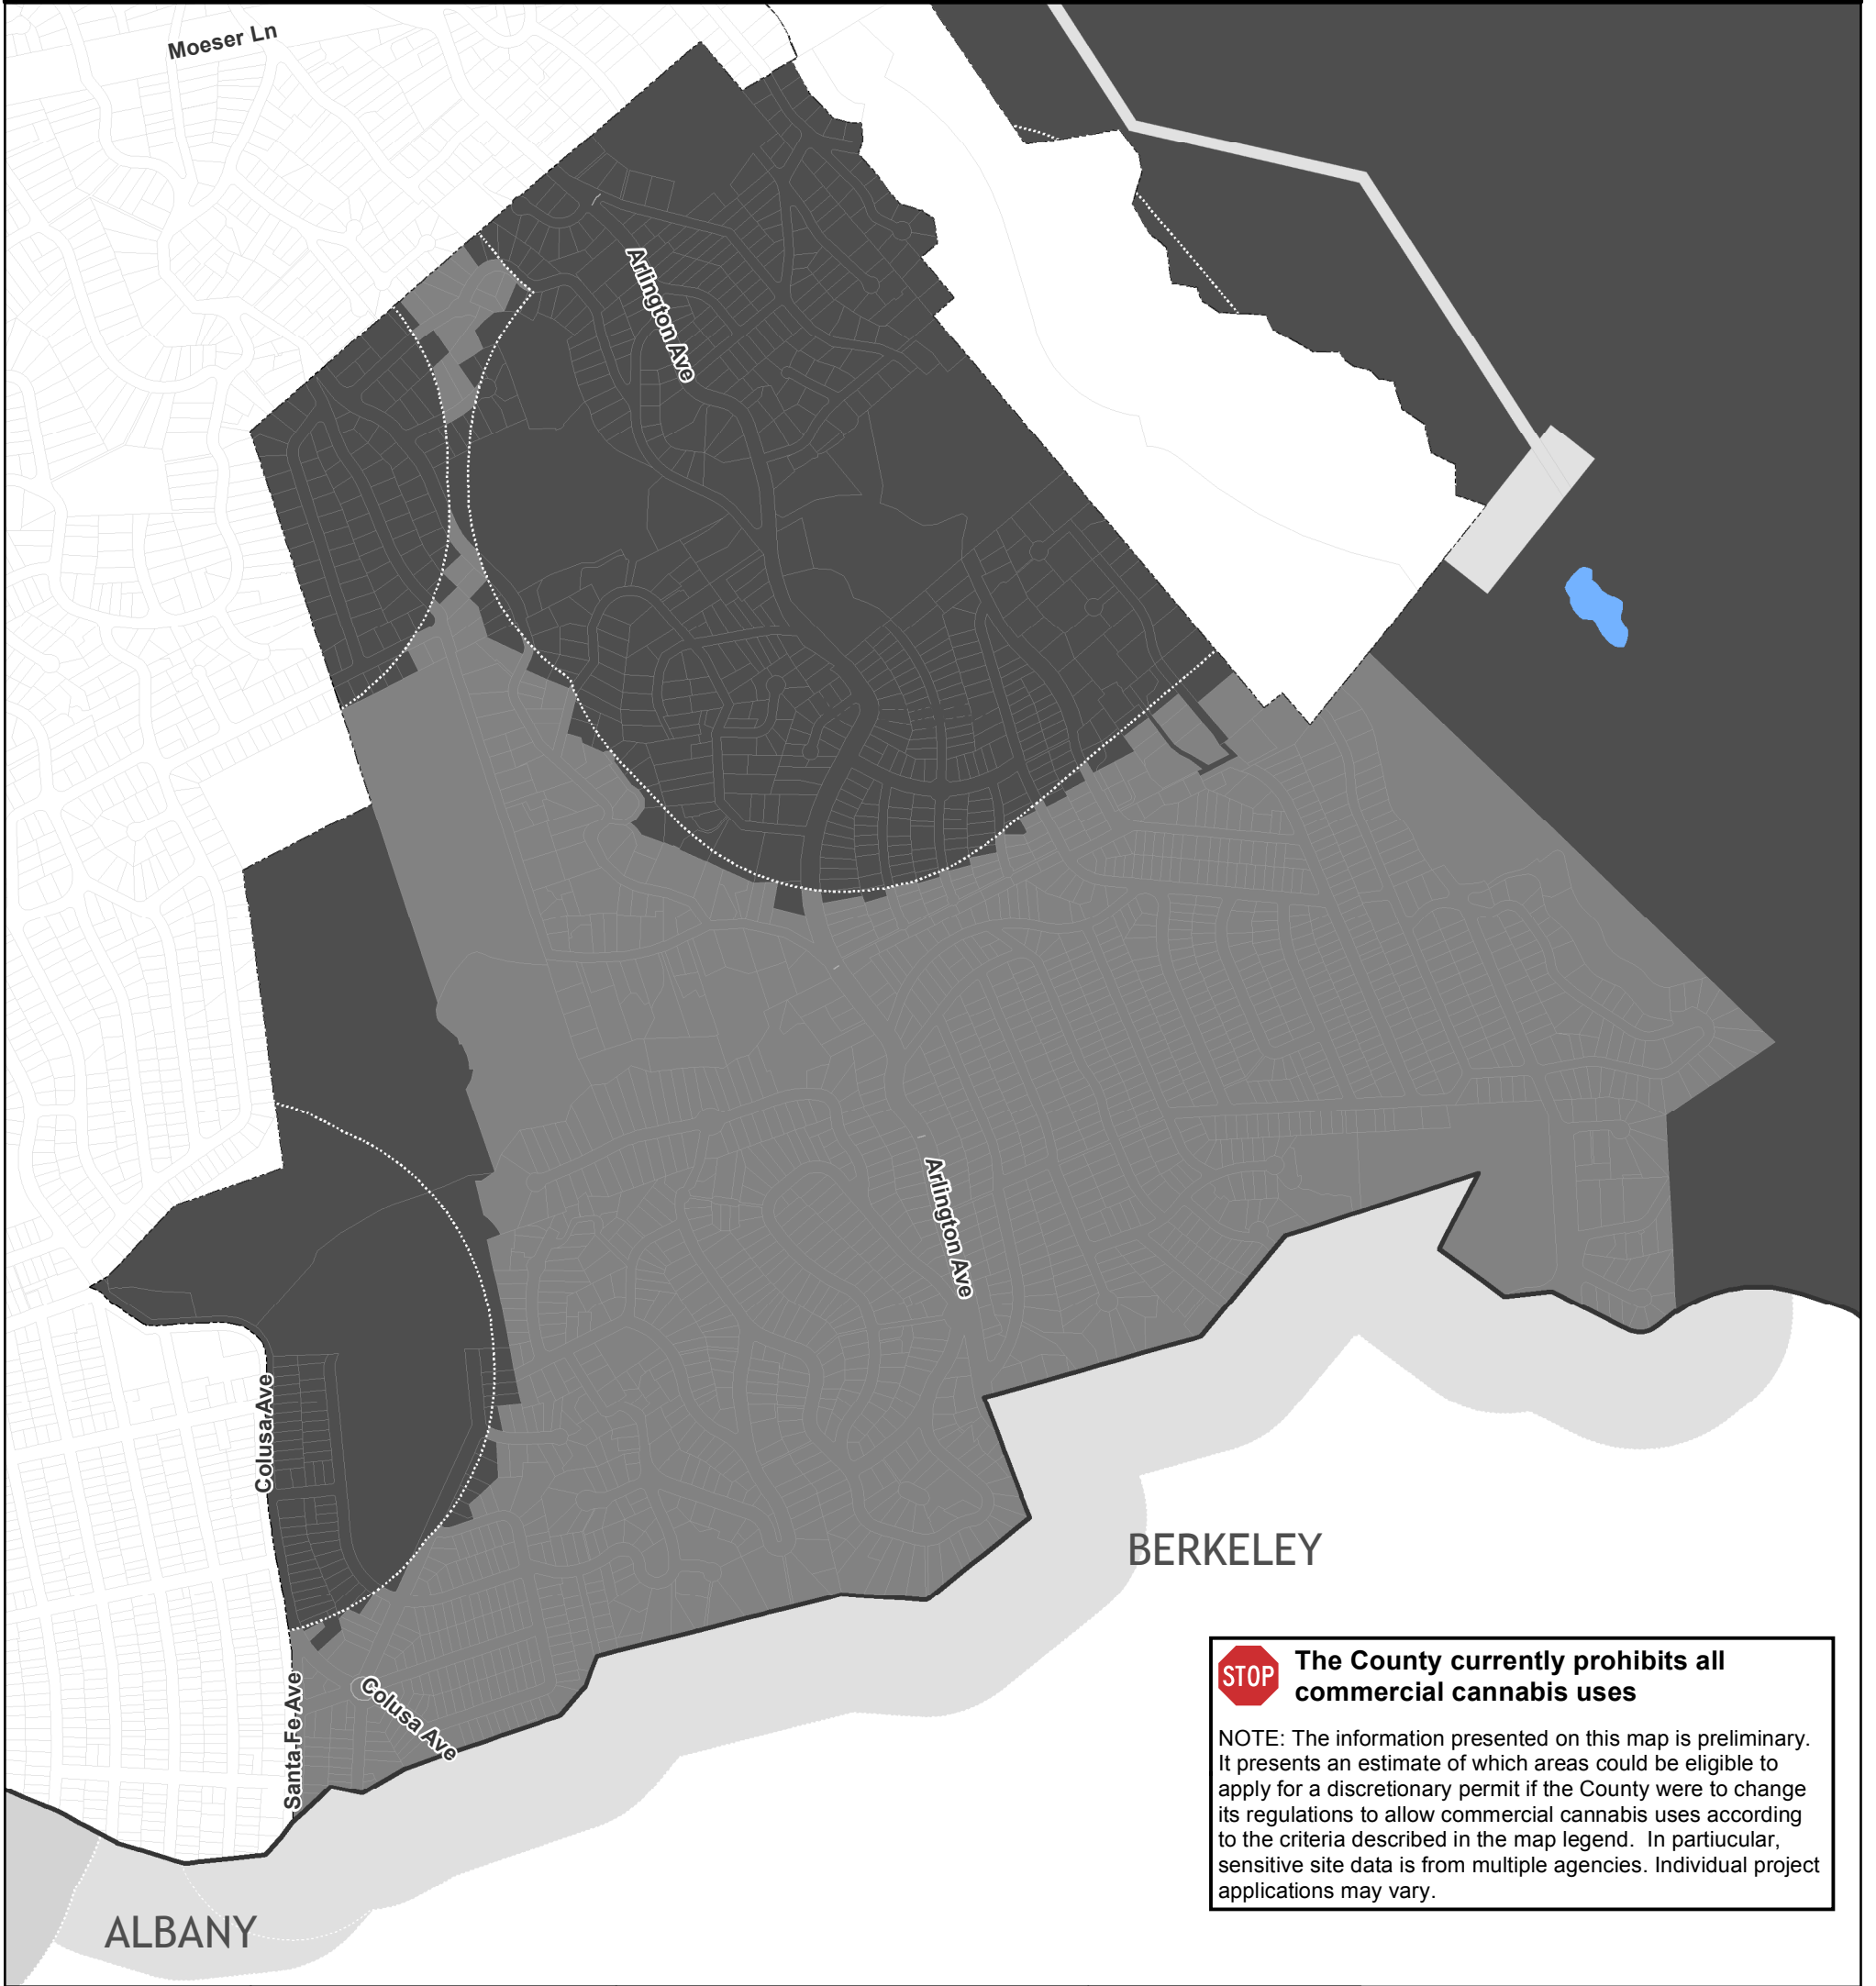 Moeser Ln
Arlington Ave
Arlington Ave
Colusa Ave
BERKELEY
Santa Fe Ave
Colusa Ave
ALBANY
STOP
The County currently prohibits all
commercial cannabis uses
NOTE: The information presented on this map is preliminary.
It presents an estimate of which areas could be eligible to
apply for a discretionary permit if the County were to change
its regulations to allow commercial cannabis uses according
to the criteria described in the map legend.  In partiucular,
sensitive site data is from multiple agencies. Individual project
applications may vary.